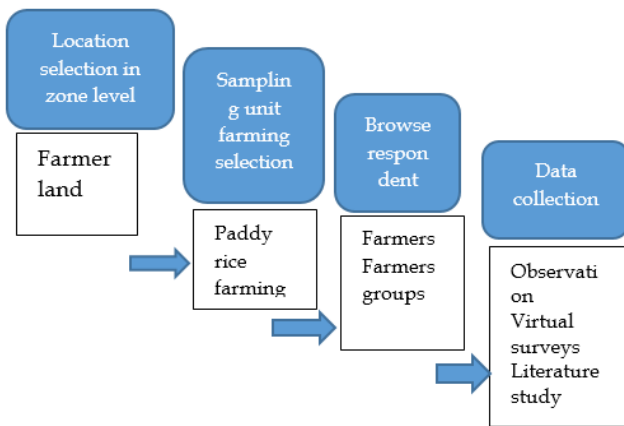 Location
selection in
zone level
Farmer
land
Samplin
g unit
farming
selection
Paddy
rice
farming
Browse
respon
dent
Farmers
Farmers
groups
Data
collection
Observati
on
Virtual
surveys
Literature
study